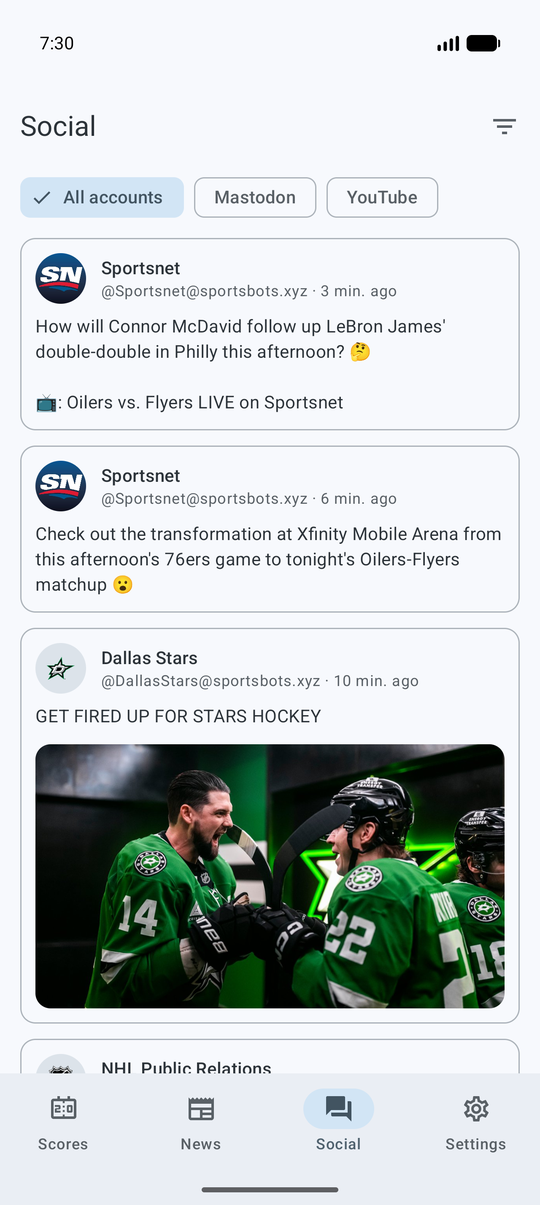 7:30
Social
All accounts
Mastodon
YouTube
SN
Sportsnet
@Sportsnet@sportsbots.xyz · 3 min. ago
How will Connor McDavid follow up LeBron James'
double-double in Philly this afternoon? 🤔
📺: Oilers vs. Flyers LIVE on Sportsnet
SN
Sportsnet
@Sportsnet@sportsbots.xyz · 6 min. ago
Check out the transformation at Xfinity Mobile Arena from
this afternoon's 76ers game to tonight's Oilers-Flyers
matchup 😮
Dallas Stars
@DallasStars@sportsbots.xyz · 10 min. ago
GET FIRED UP FOR STARS HOCKEY
14
22
18
NHL Public Relations
2:0
Scores
News
Social
Settings